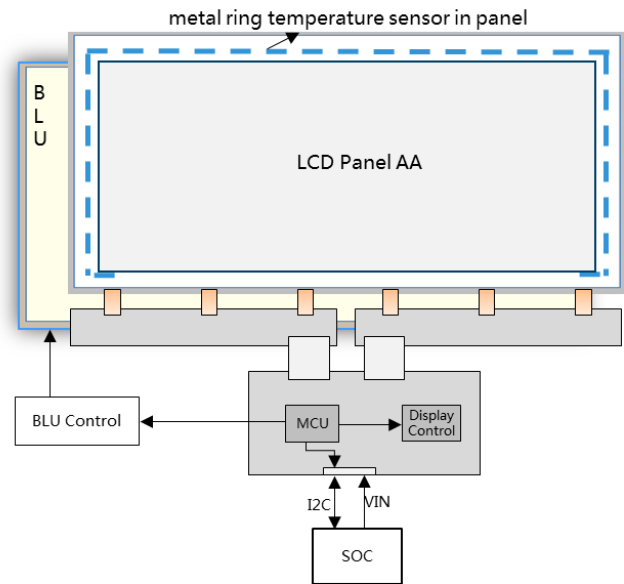 metal ring temperature sensor in panel
B
L
U
LCD Panel AA
BLU Control
MCU
Display
Control
I2C
VIN
SOC